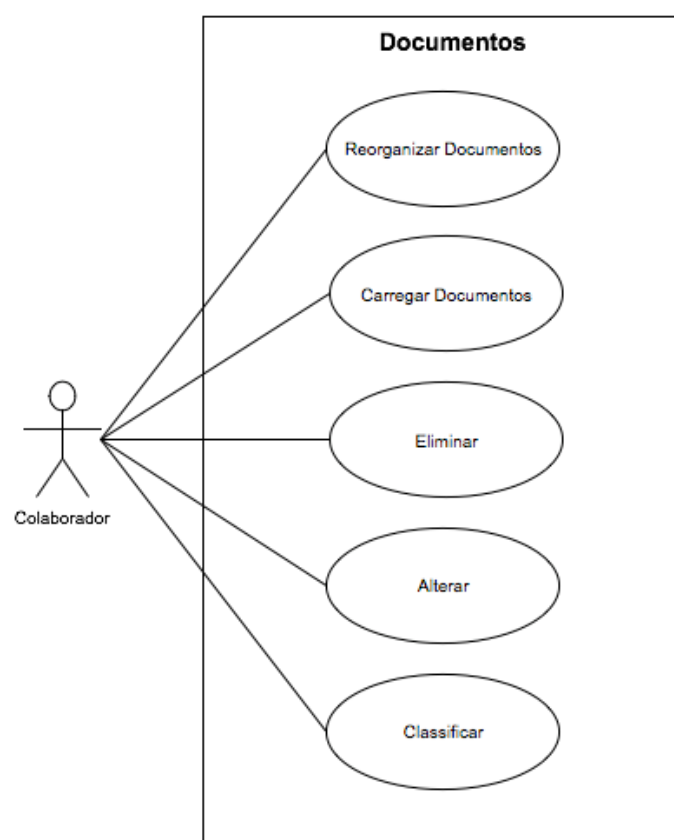 Documentos
Reorganizar Documentos
Carregar Documentos
Eliminar
Colaborador
Alterar
Classificar